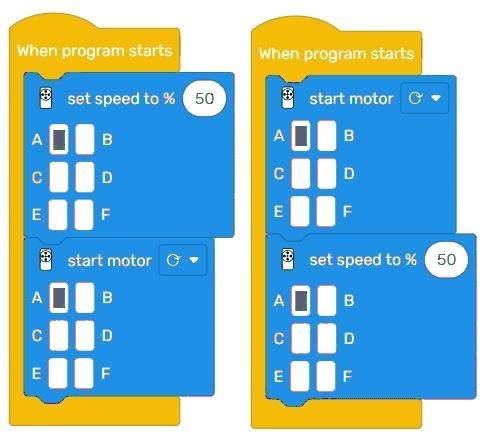 When program starts
set speed to % 50
A B
C D
E F
start motor
A B
C D
E F
When program starts
start motor
A B
C D
E F
set speed to % 50
A B
C D
E F